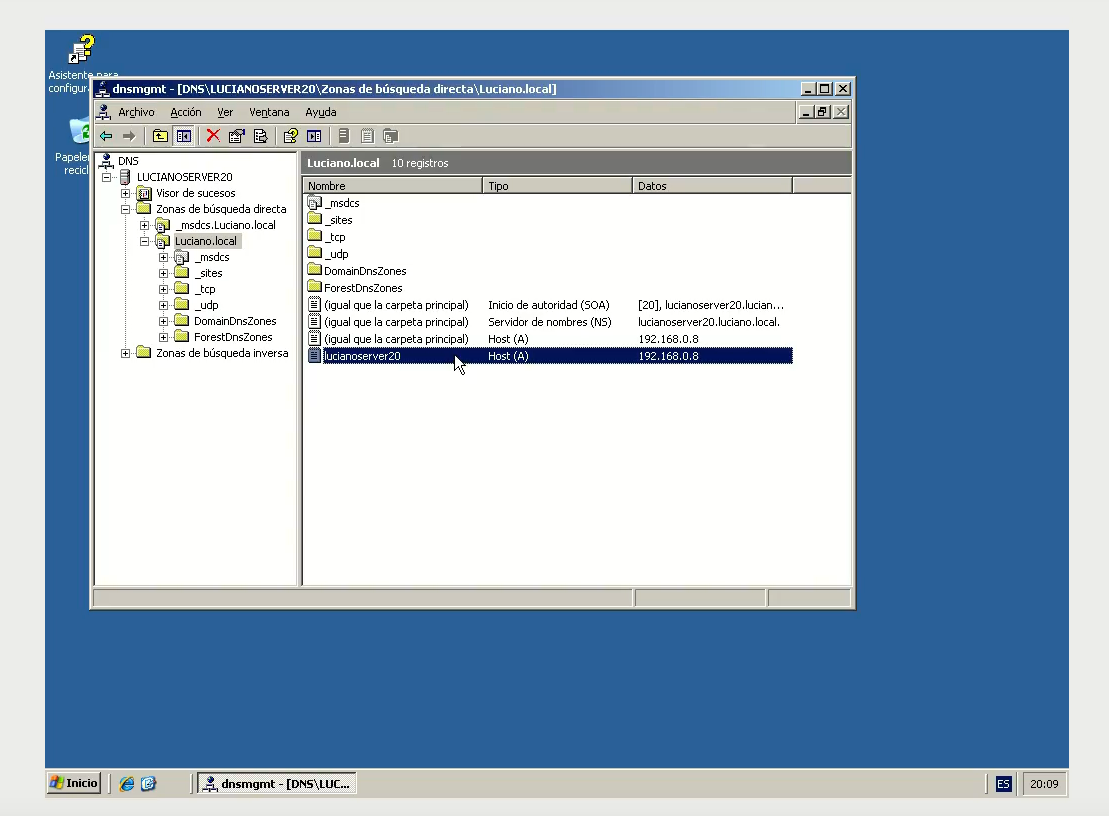 Asistente para
configur
Papeler
recicl
dnsmgmt - [DNS\LUCIANOSERVER20\Zonas de búsqueda directa\Luciano.local]
Archivo Acción Ver Ventana Ayuda
DNS
LUCIANOSERVER20
Visor de sucesos
Zonas de búsqueda directa
_msdcs.Luciano.local
Luciano.local
_msdcs
_sites
_tcp
_udp
DomainDnsZones
ForestDnsZones
Zonas de búsqueda inversa
Luciano.local 10 registros
Nombre Tipo Datos
_msdcs
_sites
_tcp
_udp
DomainDnsZones
ForestDnsZones
(igual que la carpeta principal) Inicio de autoridad (SOA) [20], lucianoserver20.lucian...
(igual que la carpeta principal) Servidor de nombres (NS) lucianoserver20.luciano.local.
(igual que la carpeta principal) Host (A) 192.168.0.8
lucianoserver20 Host (A) 192.168.0.8
Inicio dnsmgmt - [DNS\LUC... ES 20:09